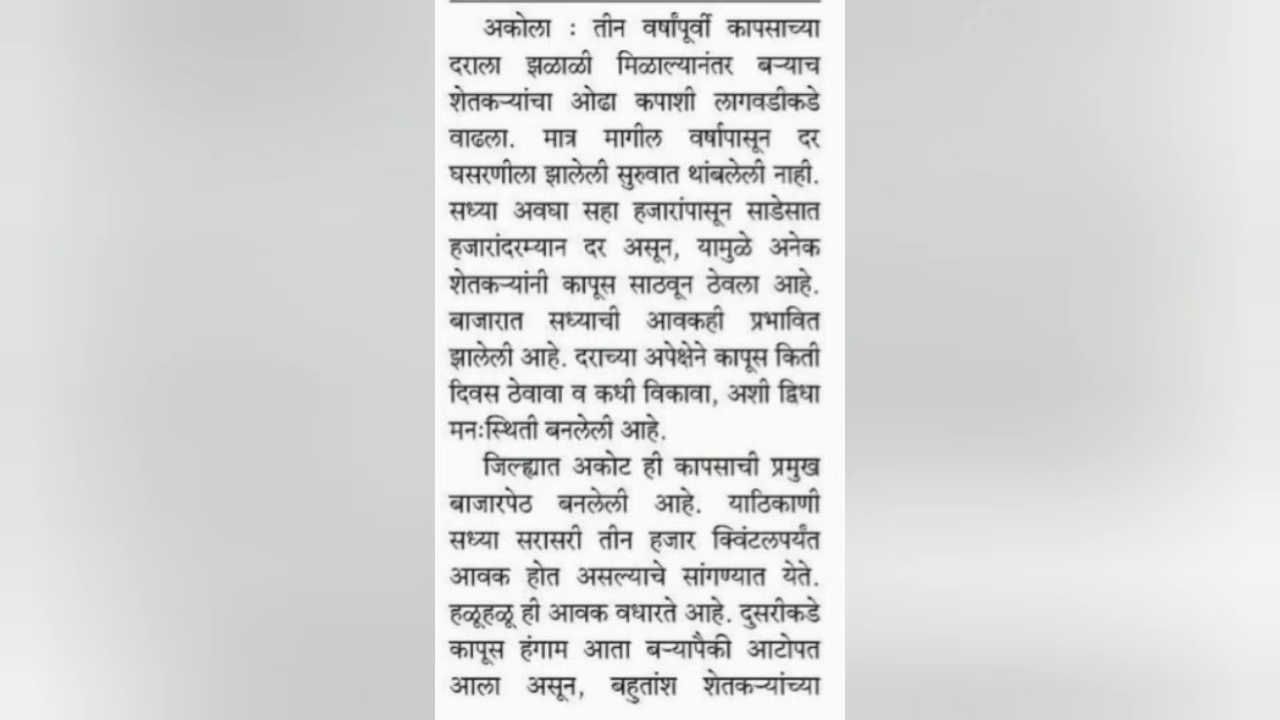 अकोला : तीन वर्षांपूर्वी कापसाच्या
दराला झळाळी मिळाल्यानंतर बऱ्याच
शेतकऱ्यांचा ओढा कपाशी लागवडीकडे
वाढला. मात्र मागील वर्षापासून दर
घसरणीला झालेली सुरुवात थांबलेली नाही.
सध्या अवघा सहा हजारांपासून साडेसात
हजारांदरम्यान दर असून, यामुळे अनेक
शेतकऱ्यांनी कापूस साठवून ठेवला आहे.
बाजारात सध्याची आवकही प्रभावित
झालेली आहे. दराच्या अपेक्षेने कापूस किती
दिवस ठेवावा व कधी विकावा, अशी द्विधा
मनःस्थिती बनलेली आहे.
जिल्ह्यात अकोट ही कापसाची प्रमुख
बाजारपेठ बनलेली आहे. याठिकाणी
सध्या सरासरी तीन हजार क्विंटलपर्यंत
आवक होत असल्याचे सांगण्यात येते.
हळूहळू ही आवक वधारते आहे. दुसरीकडे
कापूस हंगाम आता बऱ्यापैकी आटोपत
आला असून, बहुतांश शेतकऱ्यांच्या